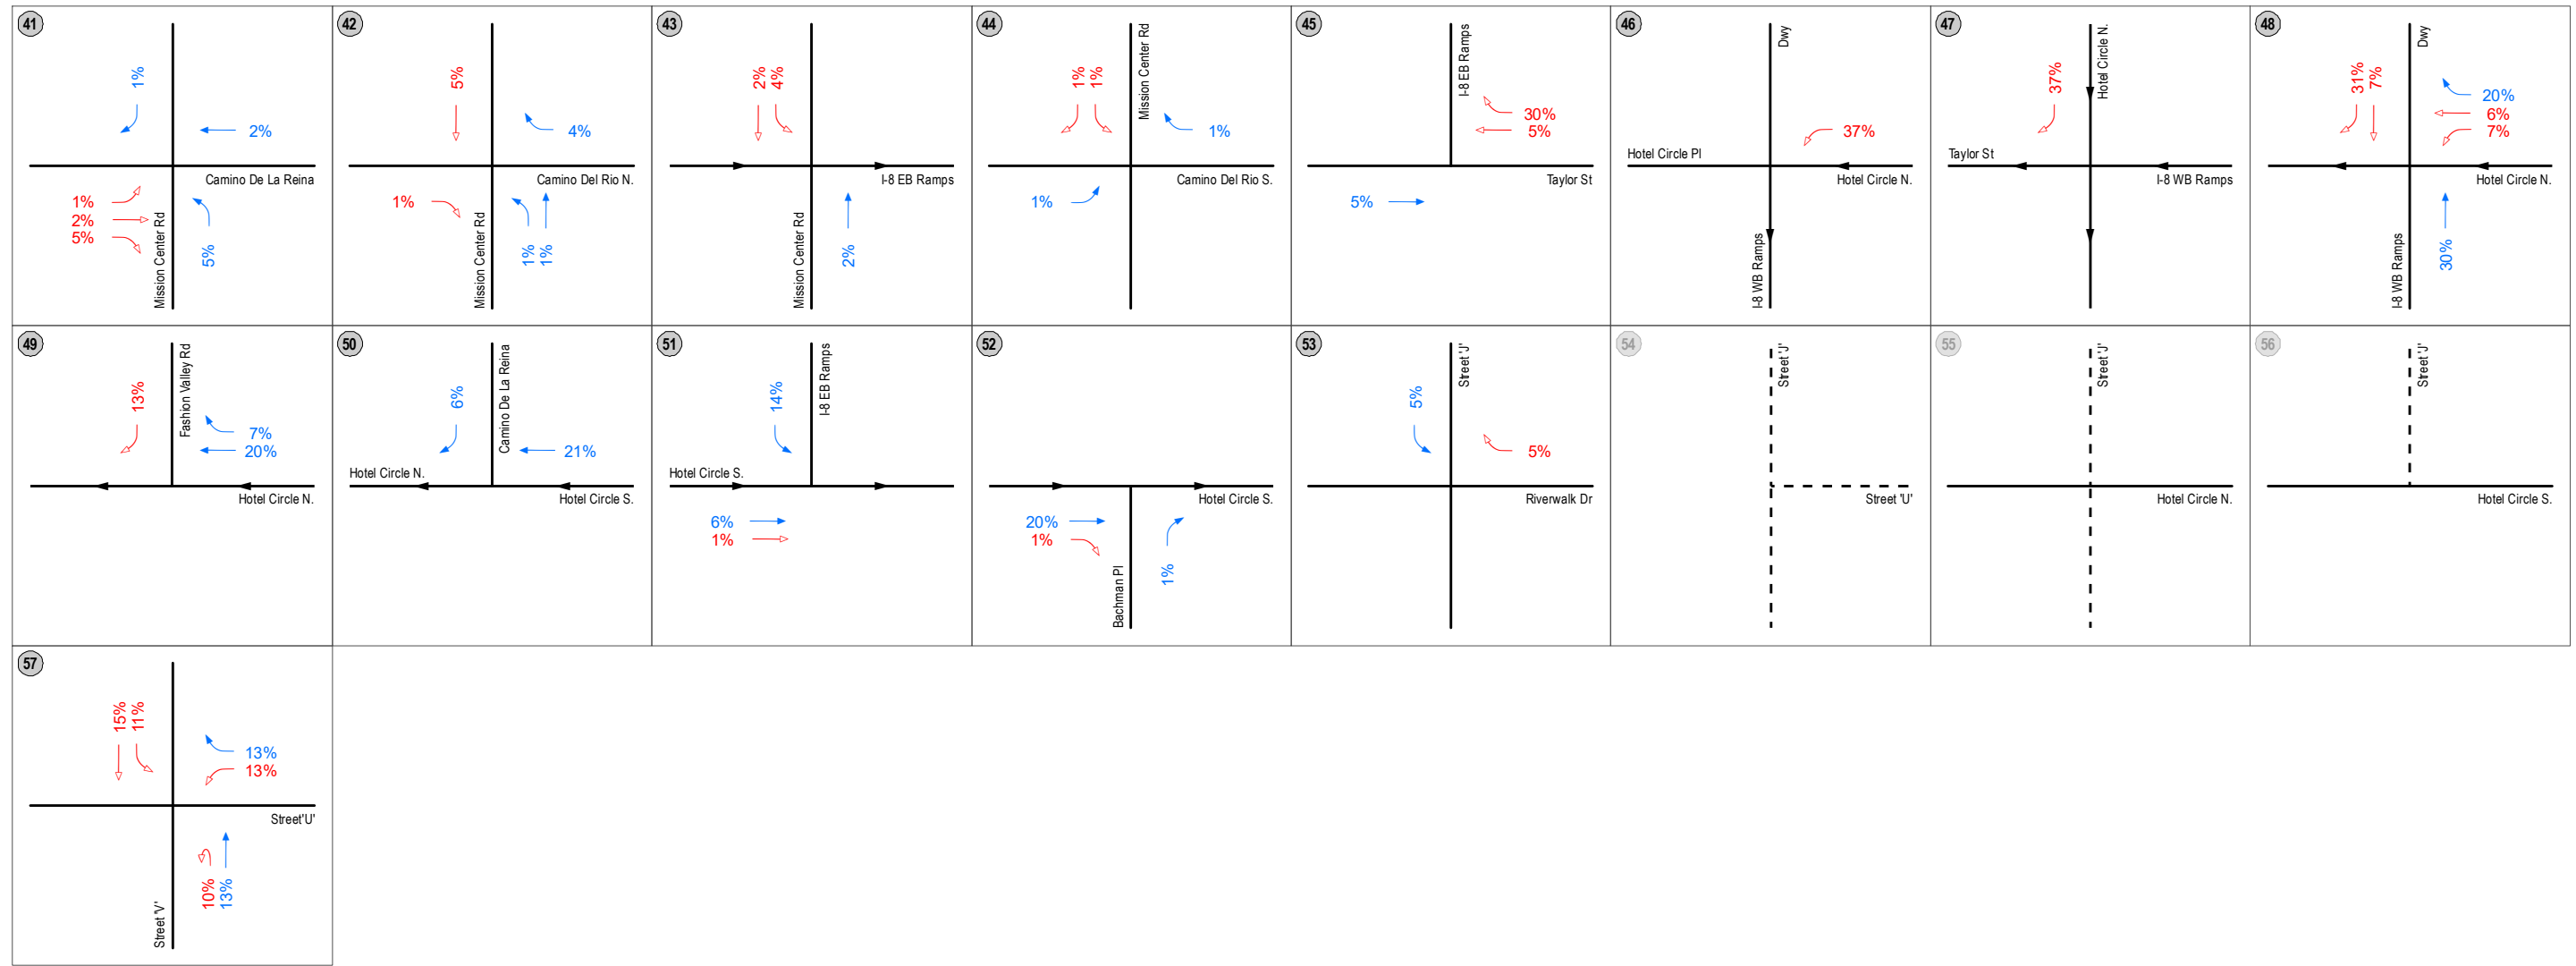 41
1%
2%
Camino De La Reina
1%
2%
5%
5%
Mission Center Rd
42
5%
4%
Camino Del Rio N.
1%
1%
1%
Mission Center Rd
43
2%
4%
I-8 EB Ramps
2%
Mission Center Rd
44
1%
1%
Mission Center Rd
1%
Camino Del Rio S.
1%
45
I-8 EB Ramps
30%
5%
Taylor St
5%
46
Dwy
37%
Hotel Circle Pl
Hotel Circle N.
I-8 WB Ramps
47
37%
Hotel Circle N.
Taylor St
I-8 WB Ramps
48
31%
7%
Dwy
20%
6%
7%
Hotel Circle N.
30%
I-8 WB Ramps
49
13%
Fashion Valley Rd
7%
20%
Hotel Circle N.
50
6%
Camino De La Reina
21%
Hotel Circle N.
Hotel Circle S.
51
14%
I-8 EB Ramps
Hotel Circle S.
6%
1%
52
Hotel Circle S.
20%
1%
1%
Bachman Pl
53
5%
Street 'J'
5%
Riverwalk Dr
54
Street 'J'
Street 'U'
55
Street 'J'
Hotel Circle N.
56
Street 'J'
Hotel Circle S.
57
15%
11%
13%
13%
Street'U'
10%
13%
Street 'V'